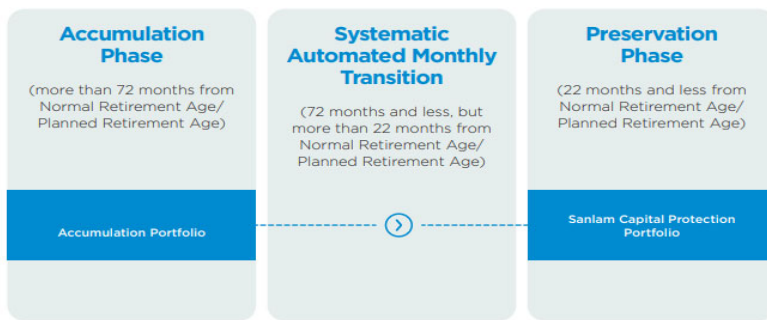 Accumulation
Phase
(more than 72 months from
Normal Retirement Age/
Planned Retirement Age)
Accumulation Portfolio
Systematic
Automated Monthly
Transition
(72 months and less, but
more than 22 months from
Normal Retirement Age/
Planned Retirement Age)
Preservation
Phase
(22 months and less from
Normal Retirement Age/
Planned Retirement Age)
Sanlam Capital Protection
Portfolio